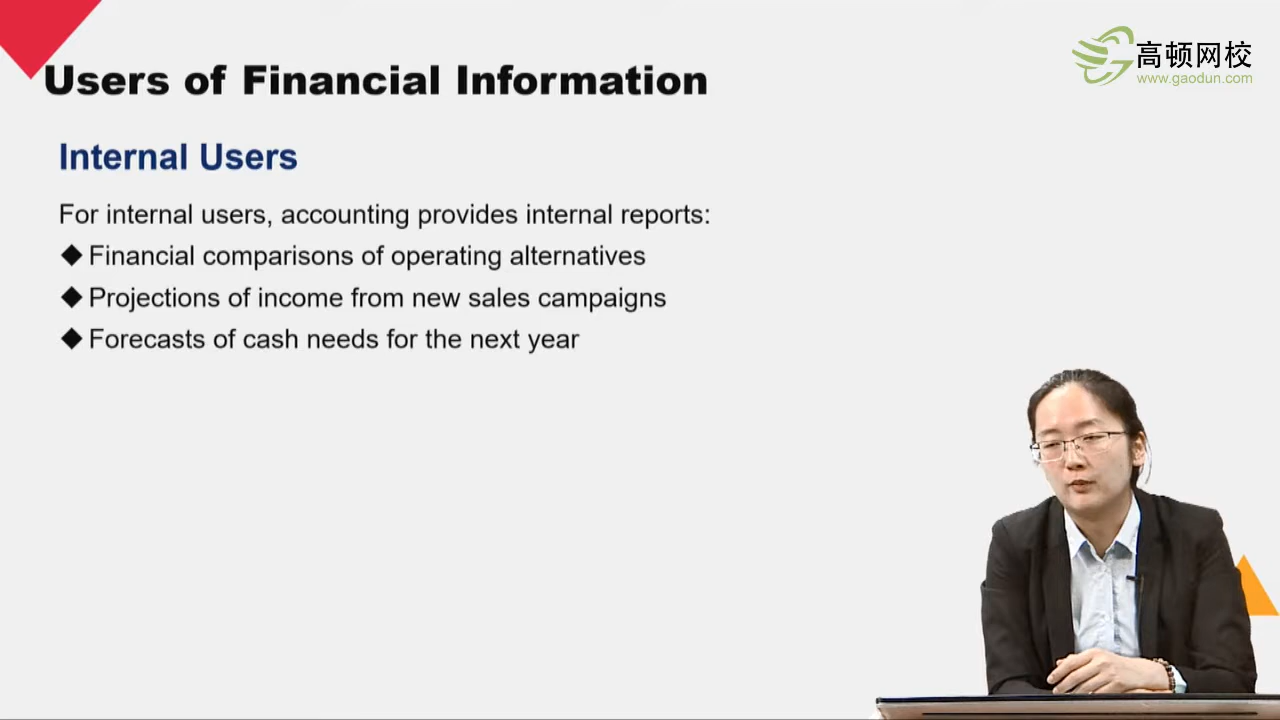 高顿网校
www.gaodun.com
Users of Financial Information
Internal Users
For internal users, accounting provides internal reports:
◆Financial comparisons of operating alternatives
◆Projections of income from new sales campaigns
◆Forecasts of cash needs for the next year